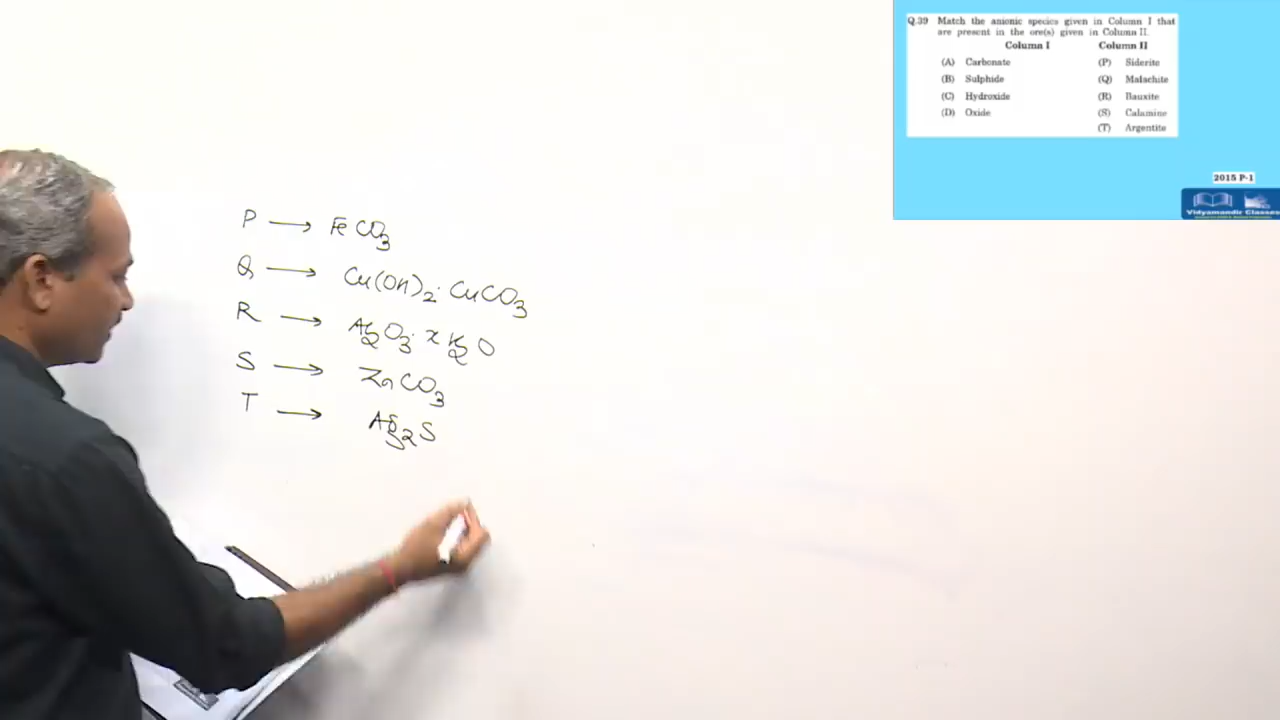 Q.39 Match the anionic species given in Column I that
are present in the ore(s) given in Column II.
Column I Column II
(A) Carbonate (P) Siderite
(B) Sulphide (Q) Malachite
(C) Hydroxide (R) Bauxite
(D) Oxide (S) Calamine
(T) Argentite
2015 P-1
Vidyamandir Classes
P → FeCO3
Q → Cu(OH)2·CuCO3
R → Al2O3·xH2O
S → ZnCO3
T → Ag2S